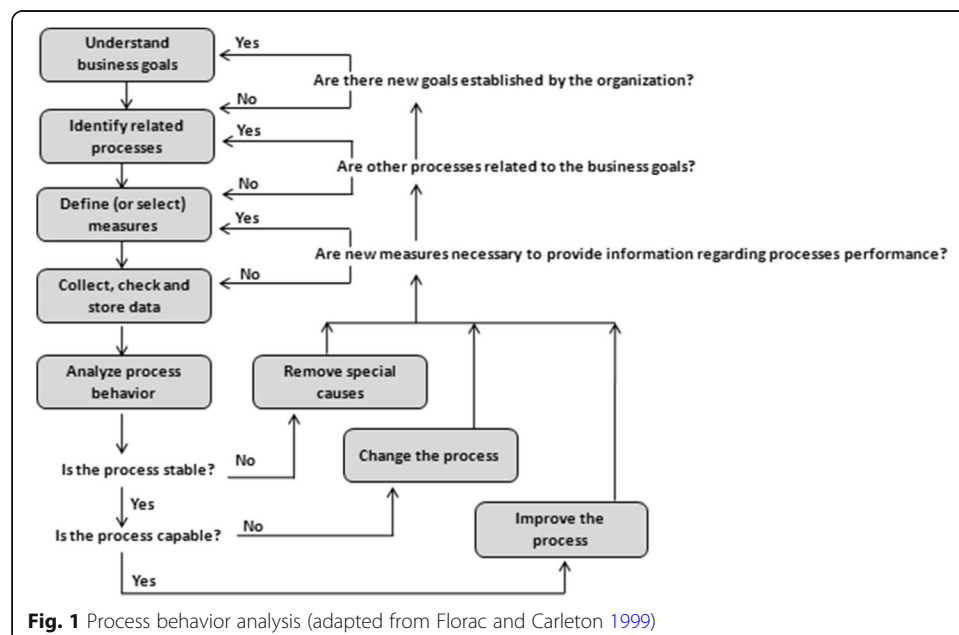 Understand
business goals
Yes
Are there new goals established by the organization?
No
Identify related
processes
Yes
Are other processes related to the business goals?
No
Define (or select)
measures
Yes
Are new measures necessary to provide information regarding processes performance?
No
Collect, check and
store data
Analyze process
behavior
Remove special
causes
Change the process
Is the process stable?
No
Yes
Improve the
process
Is the process capable?
No
Yes
Fig. 1 Process behavior analysis (adapted from Florac and Carleton 1999)